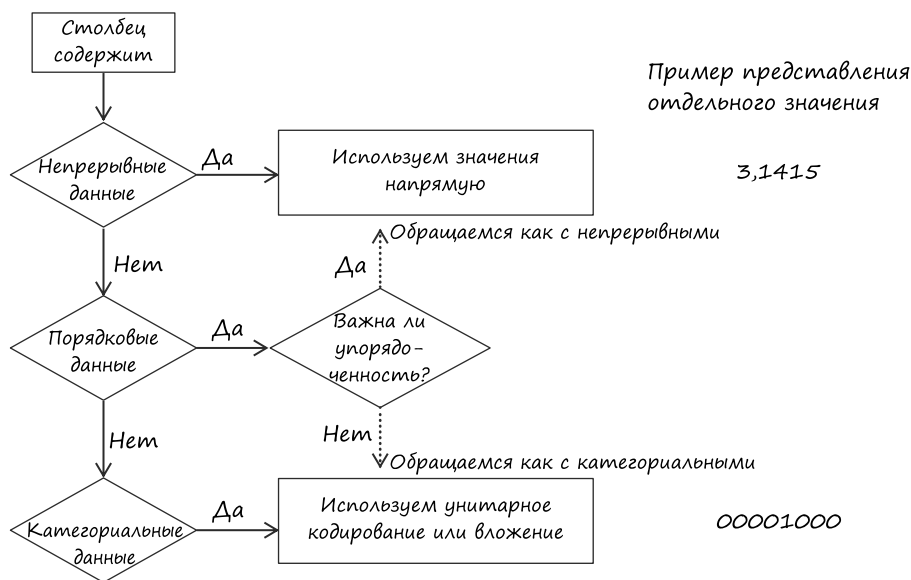 Столбец
содержит
Пример представления
отдельного значения
Непрерывные
данные
Да
Используем значения
напрямую
3,1415
Обращаемся как с непрерывными
Нет
Да
Порядковые
данные
Да
Важна ли
упорядо-
ченность?
Нет
Нет
Обращаемся как с категориальными
Категориальные
данные
Да
Используем унитарное
кодирование или вложение
00001000